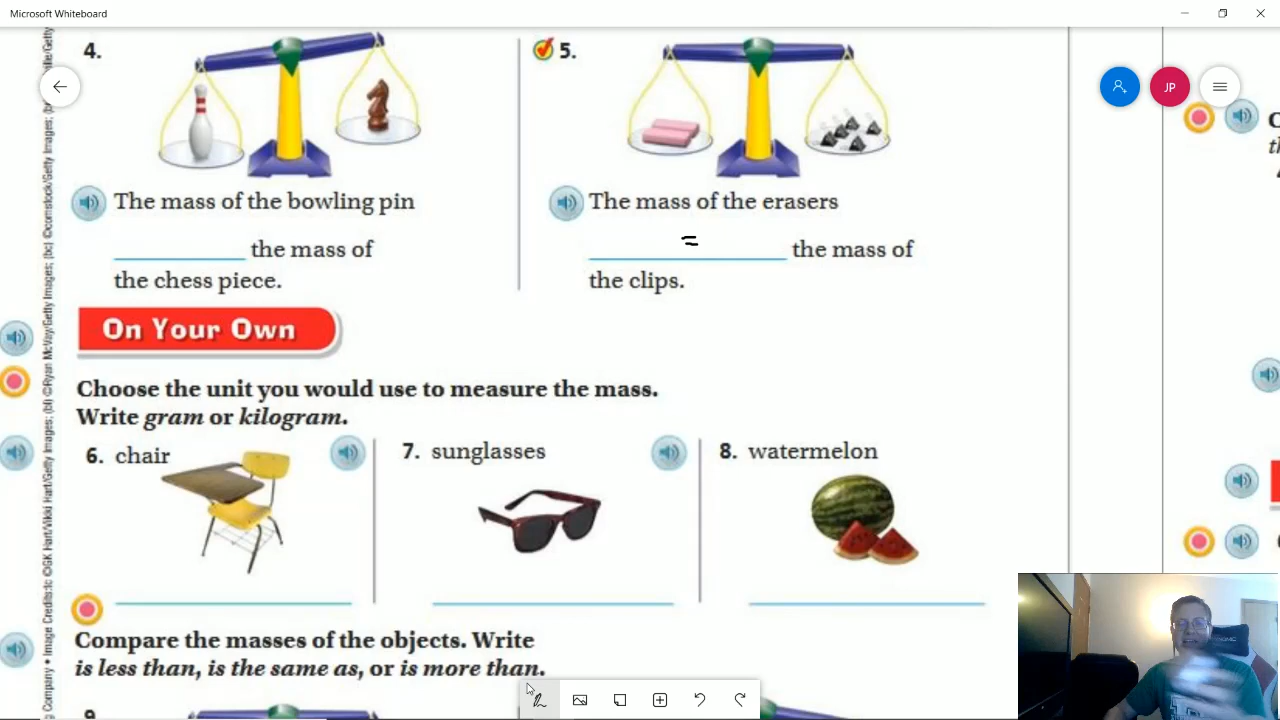 Microsoft Whiteboard
4.
5.
JP
The mass of the bowling pin
the mass of
the chess piece.
The mass of the erasers
=
the mass of
the clips.
On Your Own
Choose the unit you would use to measure the mass.
Write gram or kilogram.
6. chair
7. sunglasses
8. watermelon
Compare the masses of the objects. Write
is less than, is the same as, or is more than.